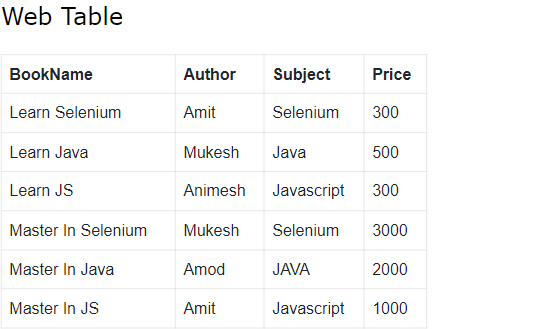 Web Table
BookName Author Subject Price
Learn Selenium Amit Selenium 300
Learn Java Mukesh Java 500
Learn JS Animesh Javascript 300
Master In Selenium Mukesh Selenium 3000
Master In Java Amod JAVA 2000
Master In JS Amit Javascript 1000